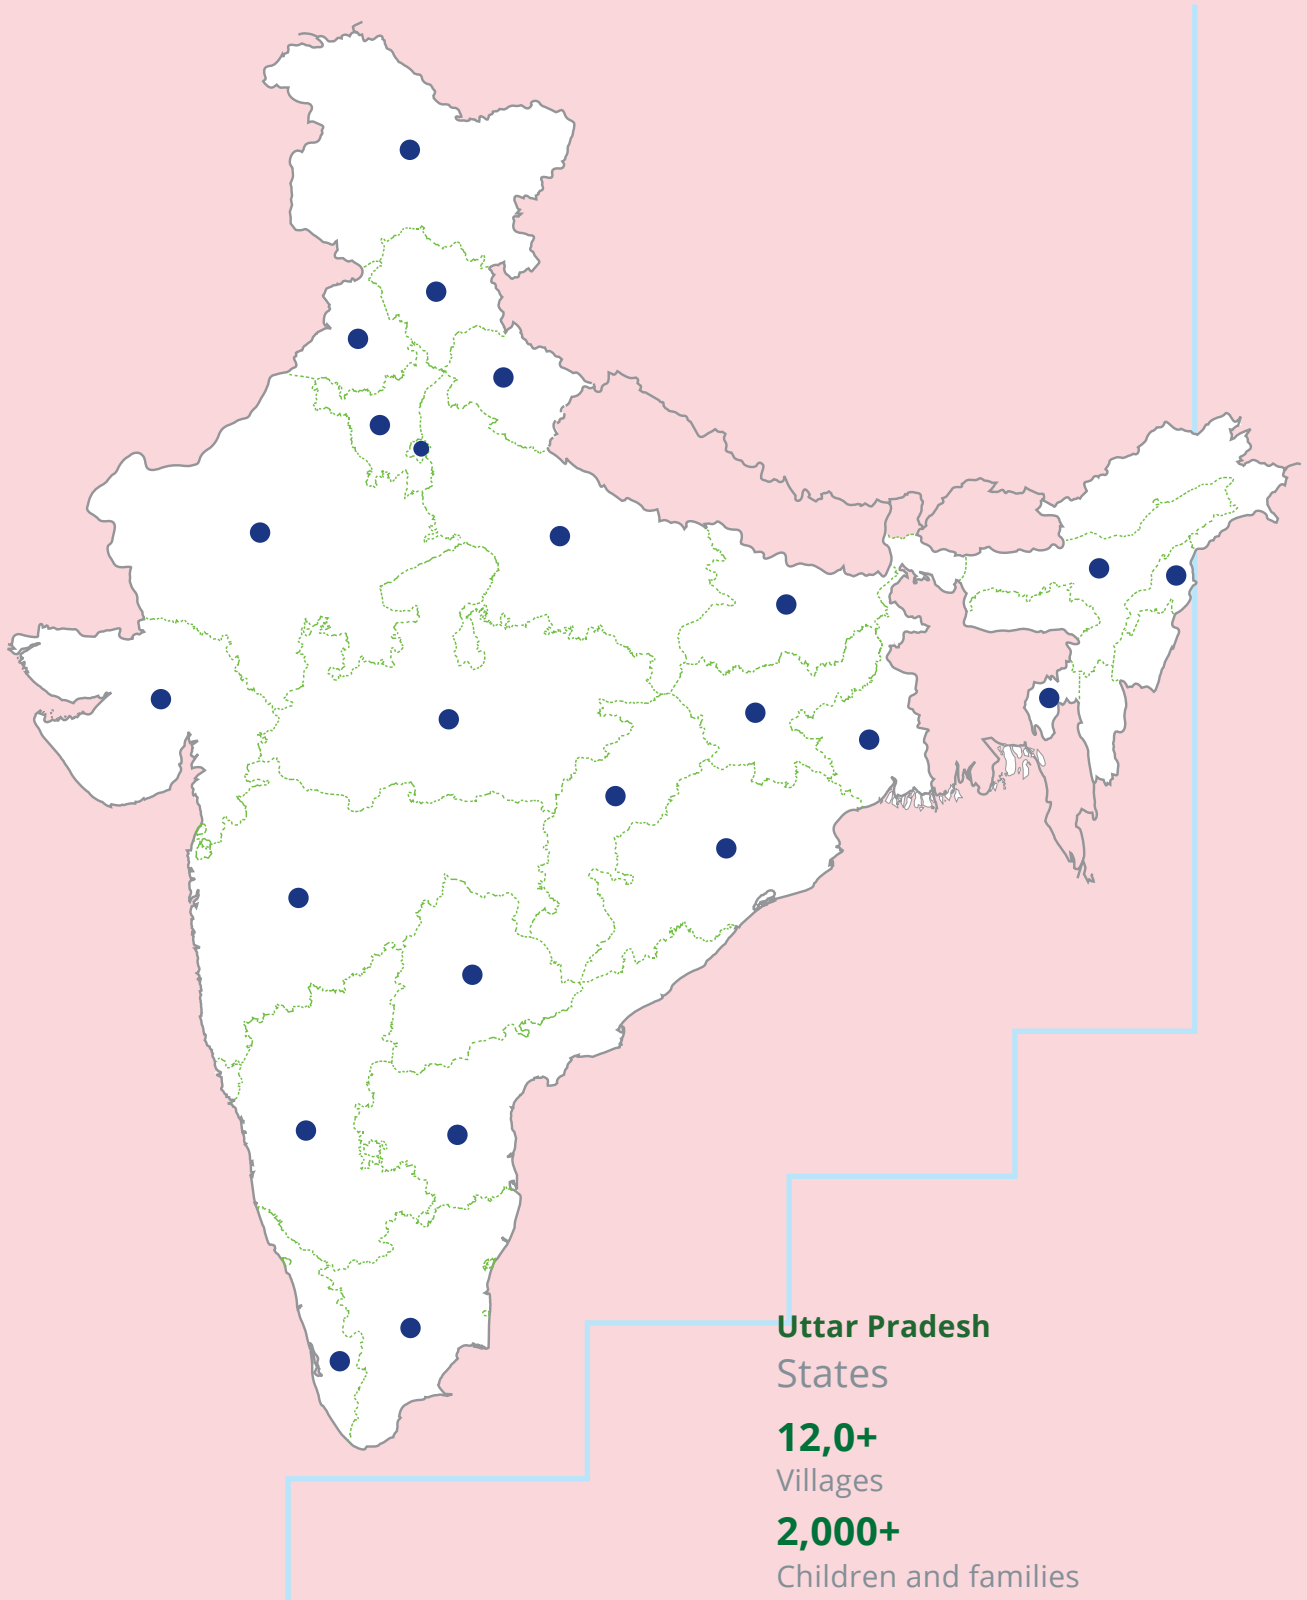 Uttar Pradesh
States
12,0+
Villages
2,000+
Children and families